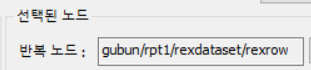 선택된 노드
반복 노드 : gubun/rpt1/rexdataset/rexrow